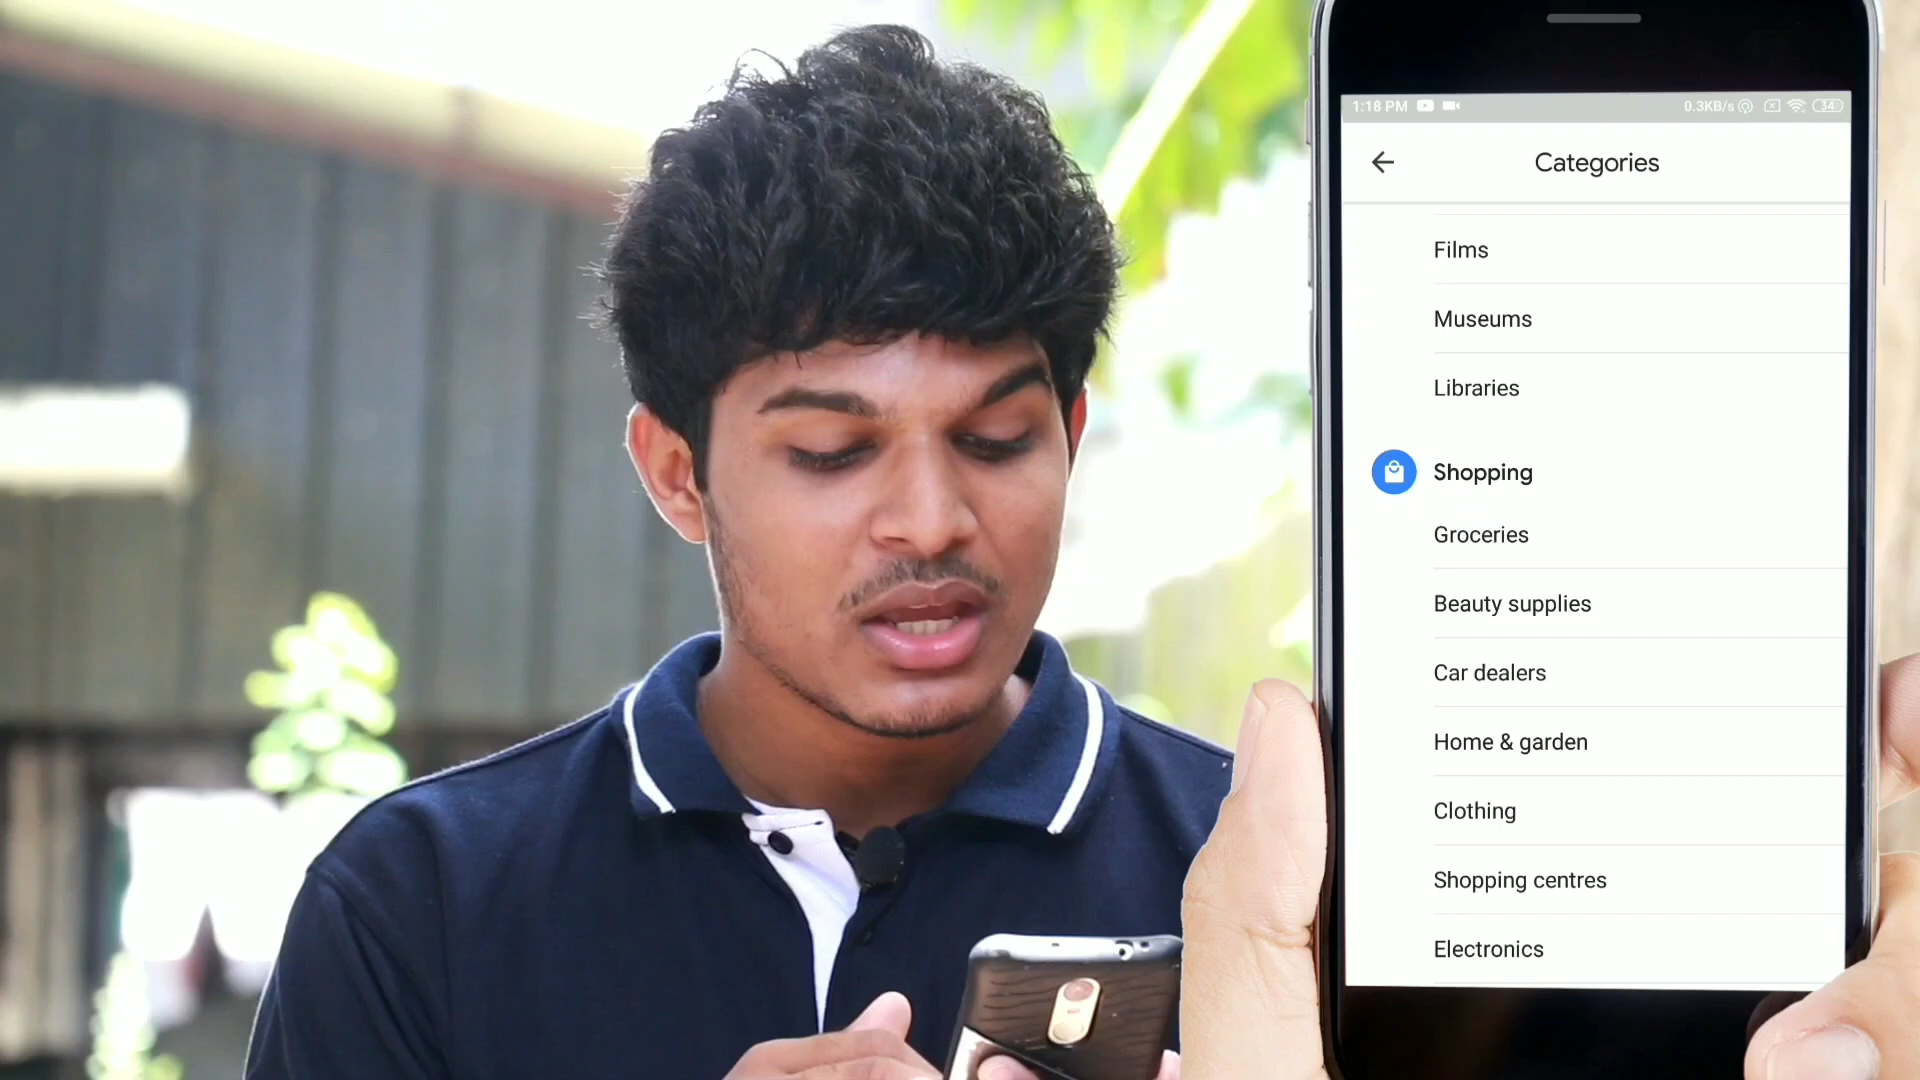 1:18 PM 0.3KB/s 34
Categories
Films
Museums
Libraries
Shopping
Groceries
Beauty supplies
Car dealers
Home & garden
Clothing
Shopping centres
Electronics